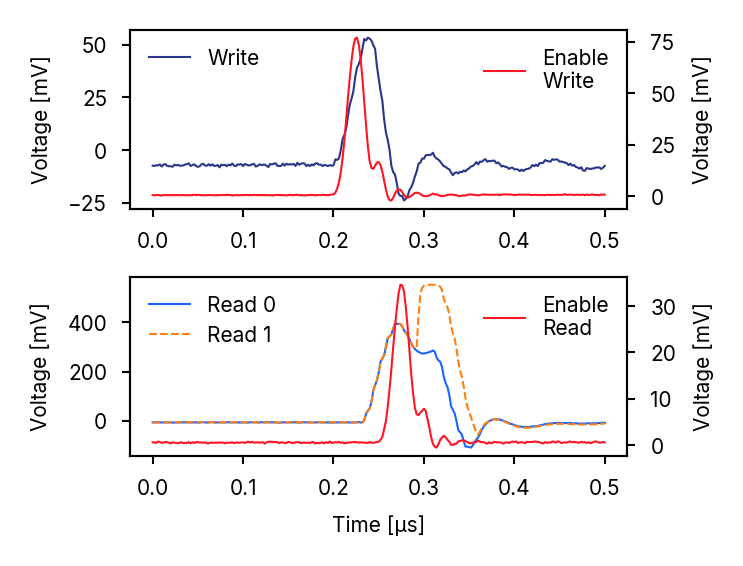 Voltage [mV]
50
25
0
−25
Write
Enable
Write
75
50
25
0
Voltage [mV]
0.0 0.1 0.2 0.3 0.4 0.5
Voltage [mV]
400
200
0
Read 0
Read 1
Enable
Read
30
20
10
0
Voltage [mV]
0.0 0.1 0.2 0.3 0.4 0.5
Time [µs]